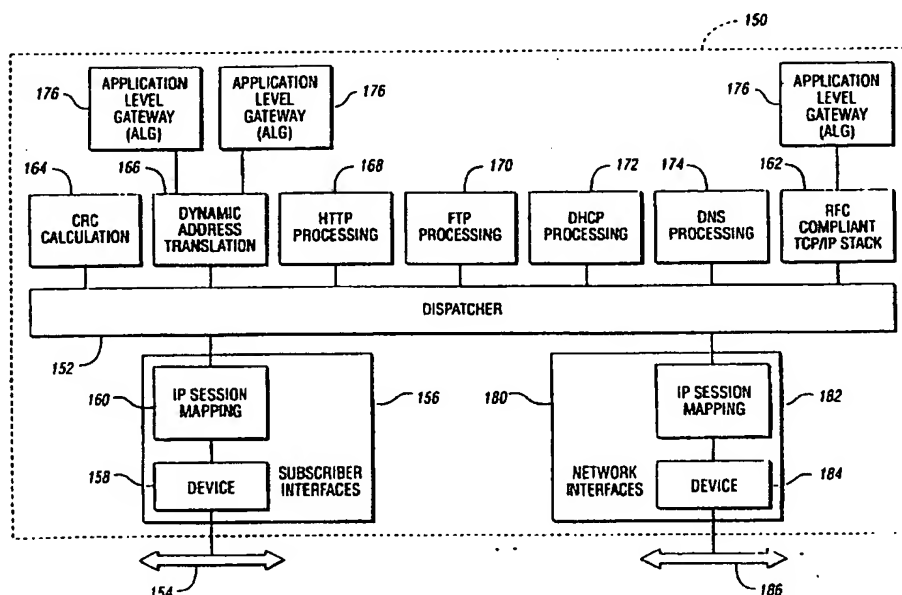 150
176
APPLICATION
LEVEL
GATEWAY
(ALG)
APPLICATION
LEVEL
GATEWAY
(ALG)
176
176
APPLICATION
LEVEL
GATEWAY
(ALG)
164
CRC
CALCULATION
166
DYNAMIC
ADDRESS
TRANSLATION
168
HTTP
PROCESSING
170
FTP
PROCESSING
172
DHCP
PROCESSING
174
DNS
PROCESSING
162
RFC
COMPLIANT
TCP/IP STACK
DISPATCHER
152
160
IP SESSION
MAPPING
156
158
DEVICE
SUBSCRIBER
INTERFACES
180
IP SESSION
MAPPING
182
NETWORK
INTERFACES
DEVICE
184
154
186